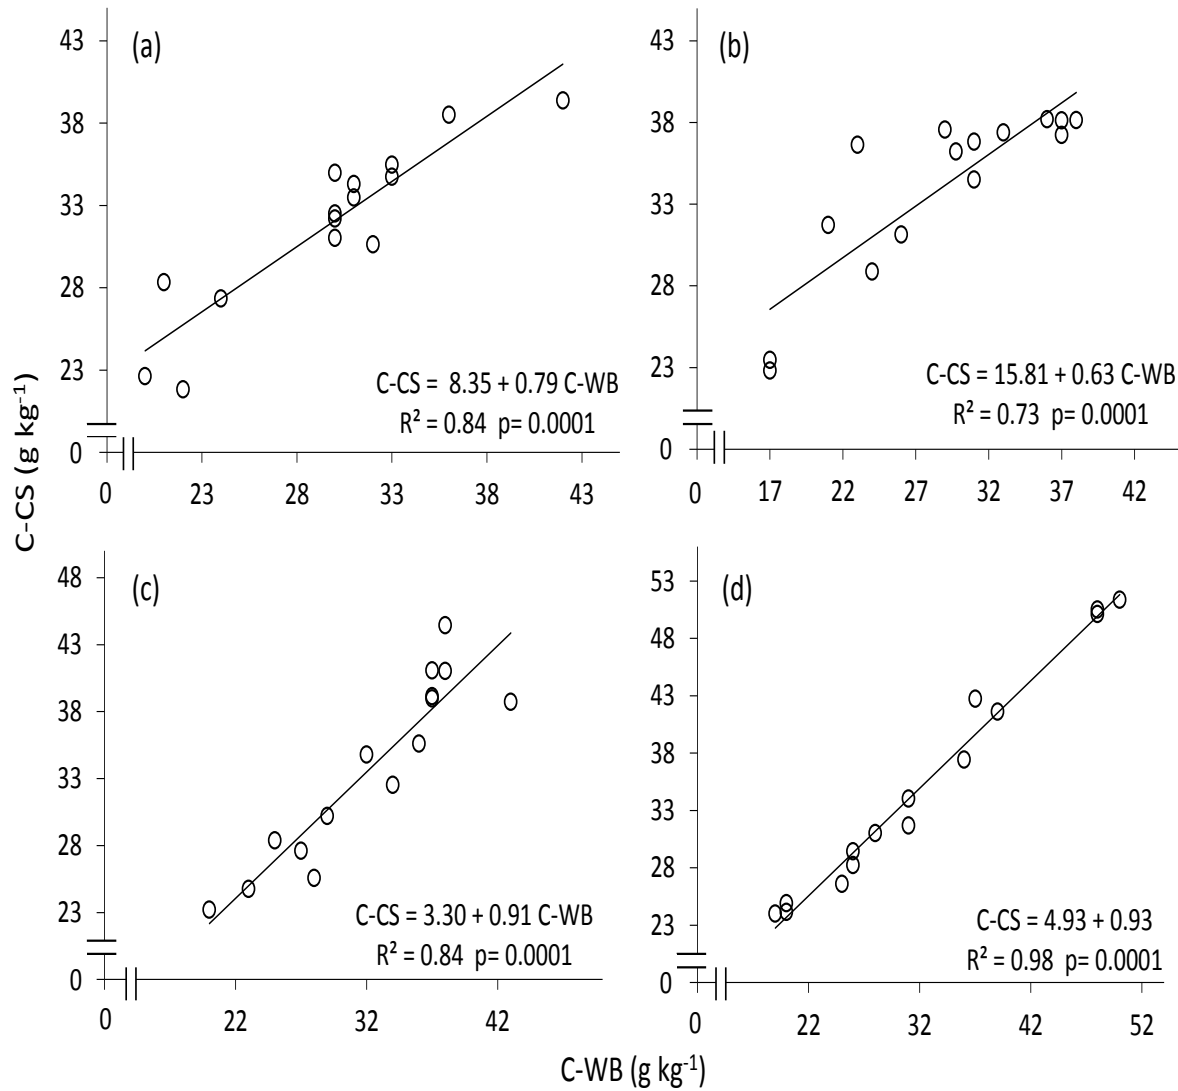 C-CS (g kg⁻¹)
(a)
43
38
33
28
23
0
C-CS = 8.35 + 0.79 C-WB
R² = 0.84 p= 0.0001
0 23 28 33 38 43
(b)
43
38
33
28
23
0
C-CS = 15.81 + 0.63 C-WB
R² = 0.73 p= 0.0001
0 17 22 27 32 37 42
(c)
48
43
38
33
28
23
0
C-CS = 3.30 + 0.91 C-WB
R² = 0.84 p= 0.0001
0 22 32 42
(d)
53
48
43
38
33
28
23
0
C-CS = 4.93 + 0.93
R² = 0.98 p= 0.0001
0 22 32 42 52
C-WB (g kg⁻¹)